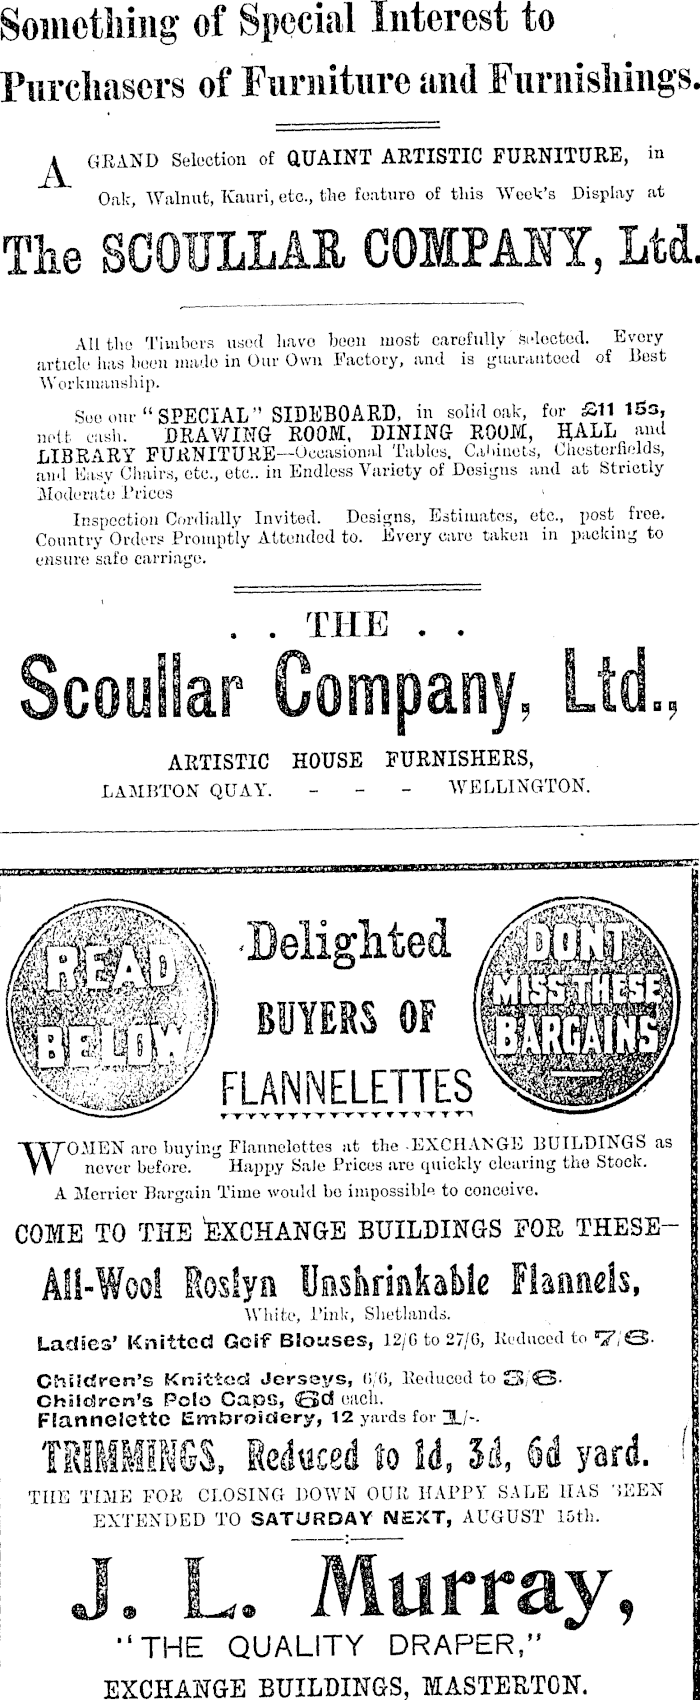 Something of Special Interest to
Purchasers of Furniture and Furnishings.
A GRAND Selection of QUAINT ARTISTIC FURNITURE, in
Oak, Walnut, Kauri, etc., the feature of this Week's Display at
The SCOULLAR COMPANY, Ltd.
All the Timbers used have been most carefully selected. Every
article has been made in Our Own Factory, and is guaranteed of Best
Workmanship.
See our "SPECIAL" SIDEBOARD, in solid oak, for £11 15s,
nett cash. DRAWING ROOM, DINING ROOM, HALL and
LIBRARY FURNITURE—Occasional Tables, Cabinets, Chesterfields,
and Easy Chairs, etc., etc.. in Endless Variety of Designs and at Strictly
Moderate Prices
Inspection Cordially Invited. Designs, Estimates, etc., post free.
Country Orders Promptly Attended to. Every care taken in packing to
ensure safe carriage.
. . THE . .
Scoullar Company, Ltd.,
ARTISTIC HOUSE FURNISHERS,
LAMBTON QUAY. - - - WELLINGTON.
READ
BELOW
Delighted
BUYERS OF
FLANNELETTES
DONT
MISS THESE
BARGAINS
WOMEN are buying Flannelettes at the EXCHANGE BUILDINGS as
never before. Happy Sale Prices are quickly clearing the Stock.
A Merrier Bargain Time would be impossible to conceive.
COME TO THE EXCHANGE BUILDINGS FOR THESE—
All-Wool Roslyn Unshrinkable Flannels,
White, Pink, Shetlands.
Ladies' Knitted Golf Blouses, 12/6 to 27/6, Reduced to 7/6.
Children's Knitted Jerseys, 6/6, Reduced to 3/6.
Children's Polo Caps, 6d each.
Flannelette Embroidery, 12 yards for 1/-.
TRIMMINGS, Reduced to 1d, 3d, 6d yard.
THE TIME FOR CLOSING DOWN OUR HAPPY SALE HAS BEEN
EXTENDED TO SATURDAY NEXT, AUGUST 15th.
J. L. Murray,
"THE QUALITY DRAPER,"
EXCHANGE BUILDINGS, MASTERTON.